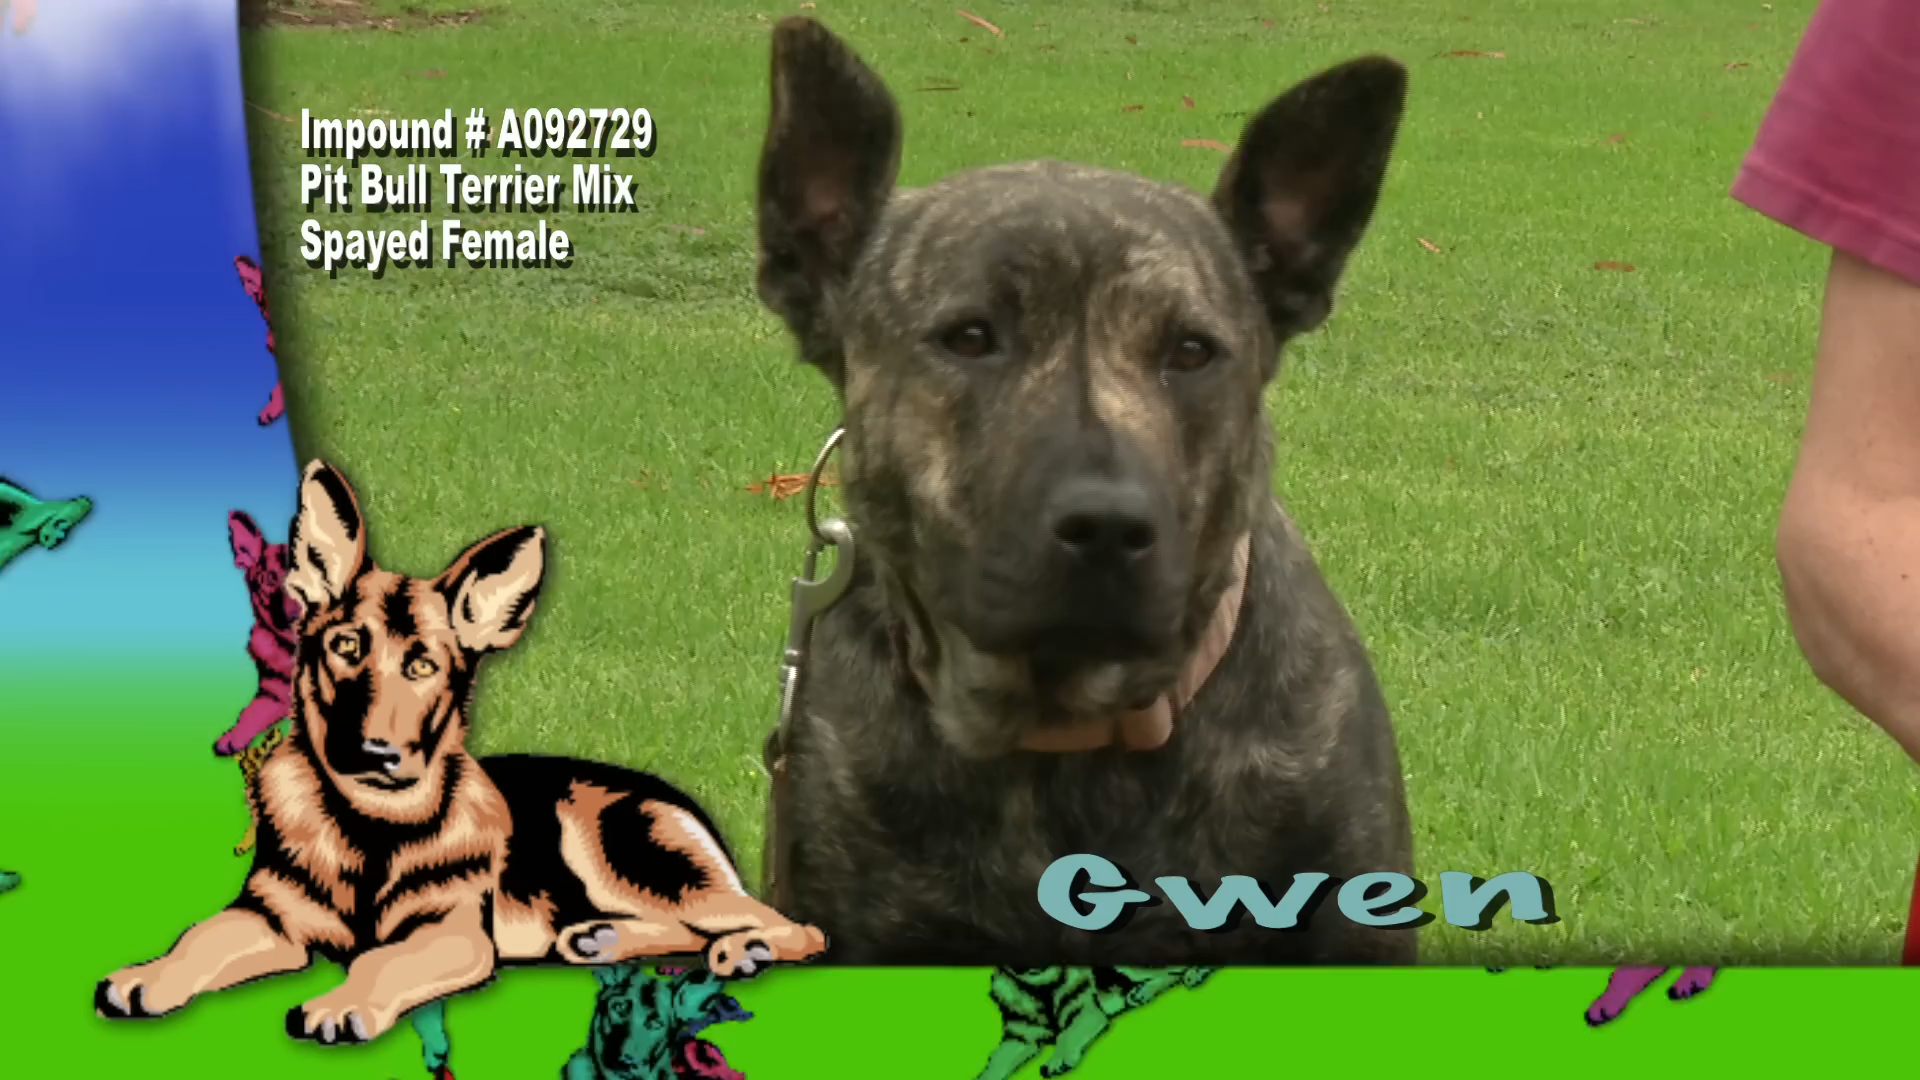 Impound # A092729
Pit Bull Terrier Mix
Spayed Female
Gwen